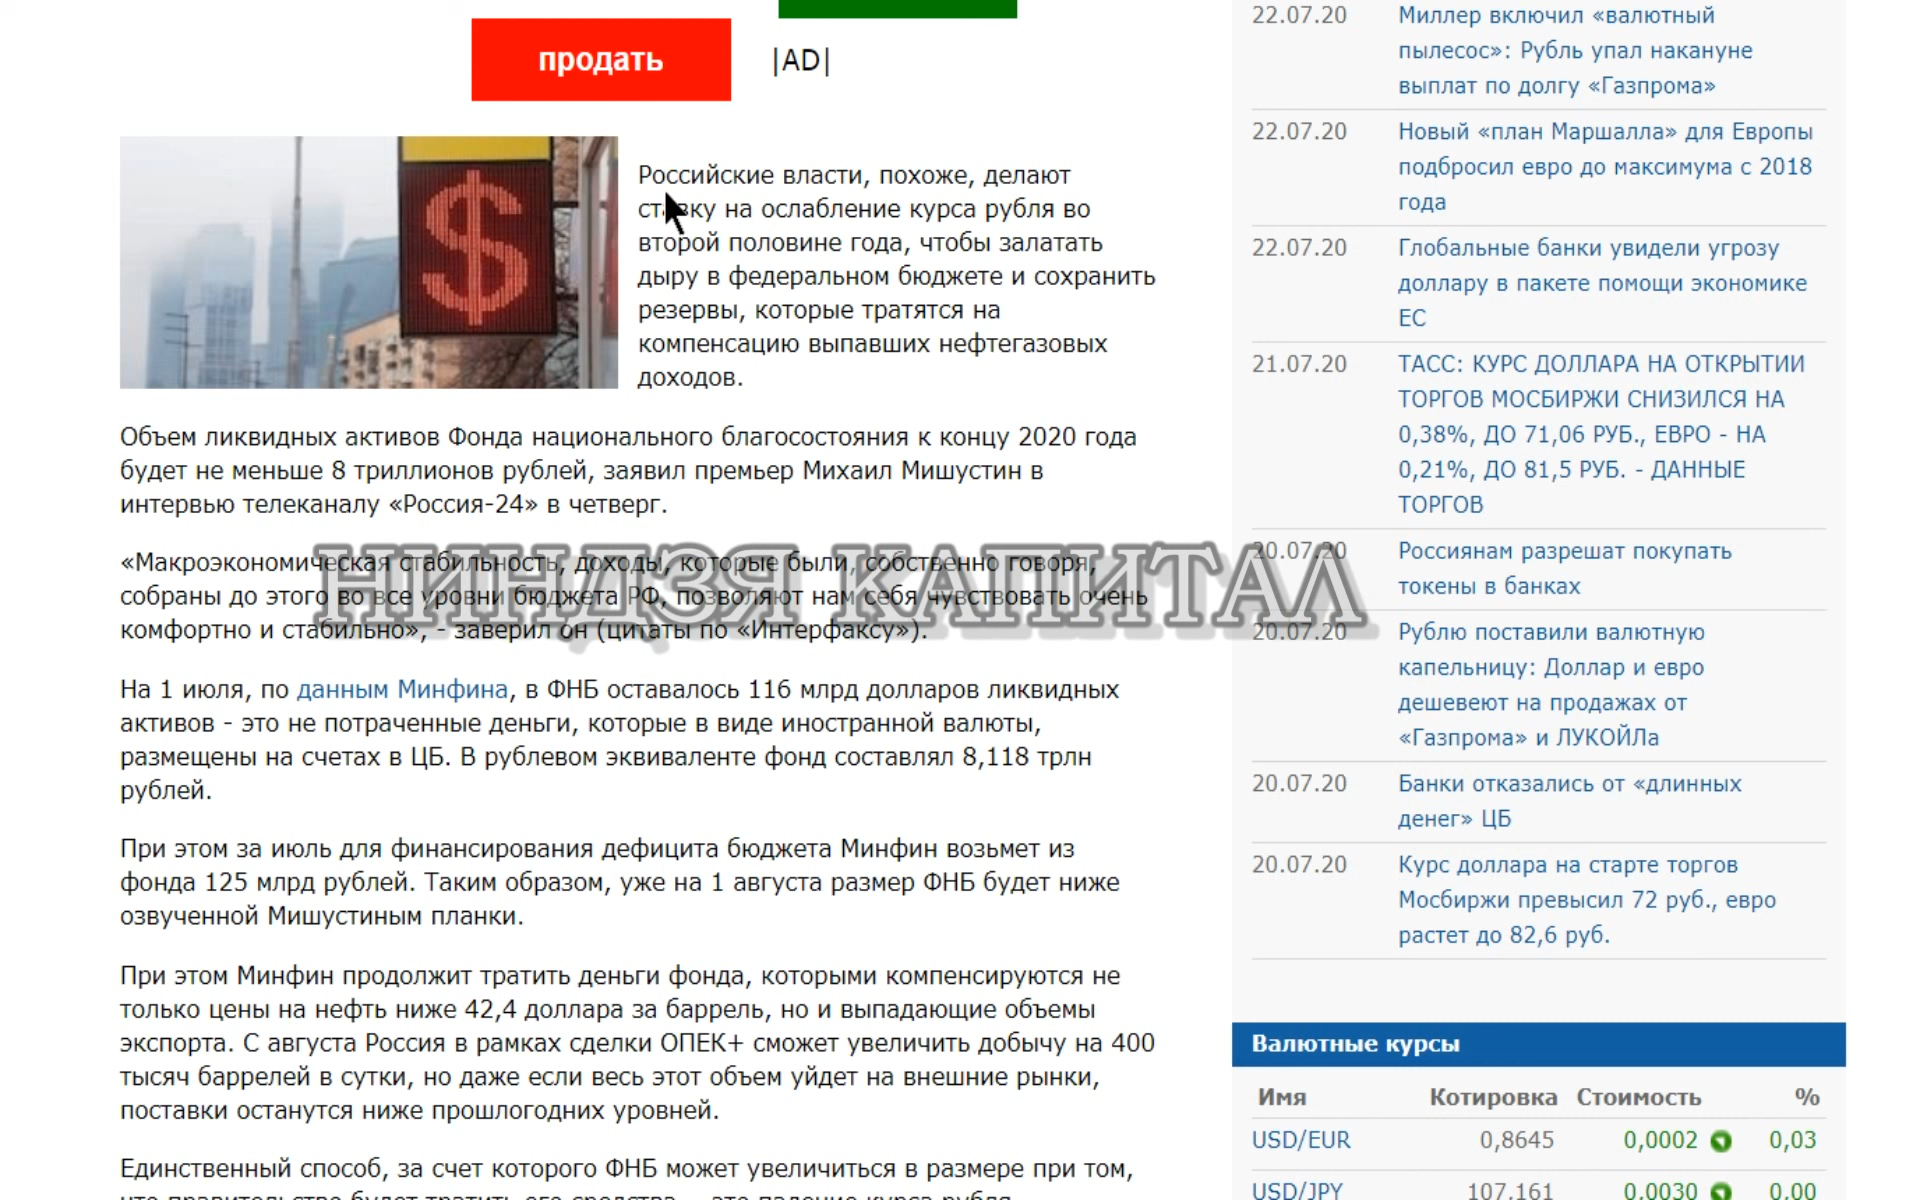 продать
|AD|
Российские власти, похоже, делают
ставку на ослабление курса рубля во
второй половине года, чтобы залатать
дыру в федеральном бюджете и сохранить
резервы, которые тратятся на
компенсацию выпавших нефтегазовых
доходов.
Объем ликвидных активов Фонда национального благосостояния к концу 2020 года
будет не меньше 8 триллионов рублей, заявил премьер Михаил Мишустин в
интервью телеканалу «Россия-24» в четверг.
«Макроэкономическая стабильность, доходы, которые были, собственно говоря,
собраны до этого во все уровни бюджета РФ, позволяют нам себя чувствовать очень
комфортно и стабильно», - заверил он (цитаты по «Интерфаксу»).
НИНДЗЯ КАПИТАЛ
На 1 июля, по данным Минфина, в ФНБ оставалось 116 млрд долларов ликвидных
активов - это не потраченные деньги, которые в виде иностранной валюты,
размещены на счетах в ЦБ. В рублевом эквиваленте фонд составлял 8,118 трлн
рублей.
При этом за июль для финансирования дефицита бюджета Минфин возьмет из
фонда 125 млрд рублей. Таким образом, уже на 1 августа размер ФНБ будет ниже
озвученной Мишустиным планки.
При этом Минфин продолжит тратить деньги фонда, которыми компенсируются не
только цены на нефть ниже 42,4 доллара за баррель, но и выпадающие объемы
экспорта. С августа Россия в рамках сделки ОПЕК+ сможет увеличить добычу на 400
тысяч баррелей в сутки, но даже если весь этот объем уйдет на внешние рынки,
поставки останутся ниже прошлогодних уровней.
Единственный способ, за счет которого ФНБ может увеличиться в размере при том,
что правительство будет тратить его средства - это падение курса рубля.
22.07.20 Миллер включил «валютный
пылесос»: Рубль упал накануне
выплат по долгу «Газпрома»
22.07.20 Новый «план Маршалла» для Европы
подбросил евро до максимума с 2018
года
22.07.20 Глобальные банки увидели угрозу
доллару в пакете помощи экономике
ЕС
21.07.20 ТАСС: КУРС ДОЛЛАРА НА ОТКРЫТИИ
ТОРГОВ МОСБИРЖИ СНИЗИЛСЯ НА
0,38%, ДО 71,06 РУБ., ЕВРО - НА
0,21%, ДО 81,5 РУБ. - ДАННЫЕ
ТОРГОВ
20.07.20 Россиянам разрешат покупать
токены в банках
20.07.20 Рублю поставили валютную
капельницу: Доллар и евро
дешевеют на продажах от
«Газпрома» и ЛУКОЙЛа
20.07.20 Банки отказались от «длинных
денег» ЦБ
20.07.20 Курс доллара на старте торгов
Мосбиржи превысил 72 руб., евро
растет до 82,6 руб.
Валютные курсы
Имя Котировка Стоимость %
USD/EUR 0,8645 0,0002 0,03
USD/JPY 107,161 0,0030 0,00